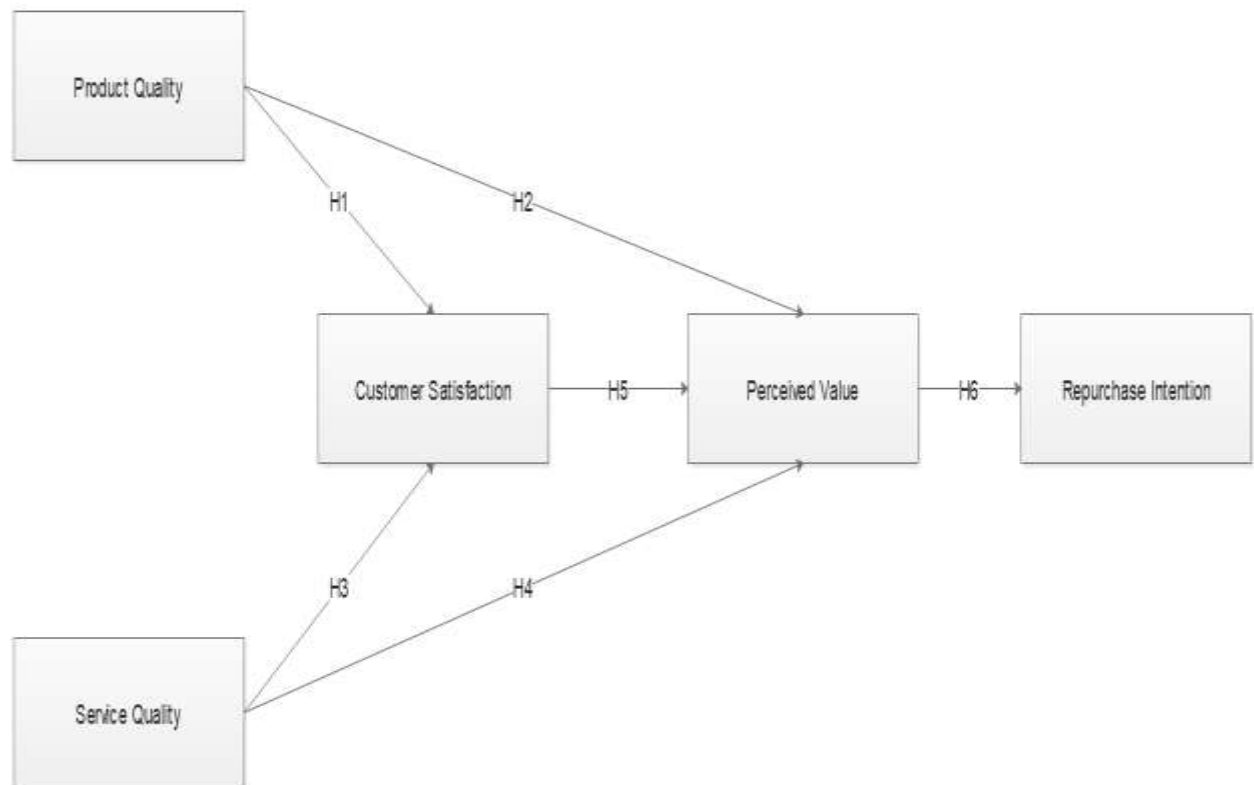 Product Quality
H1
H2
Customer Satisfaction
H5
Perceived Value
H6
Repurchase Intention
H3
H4
Service Quality